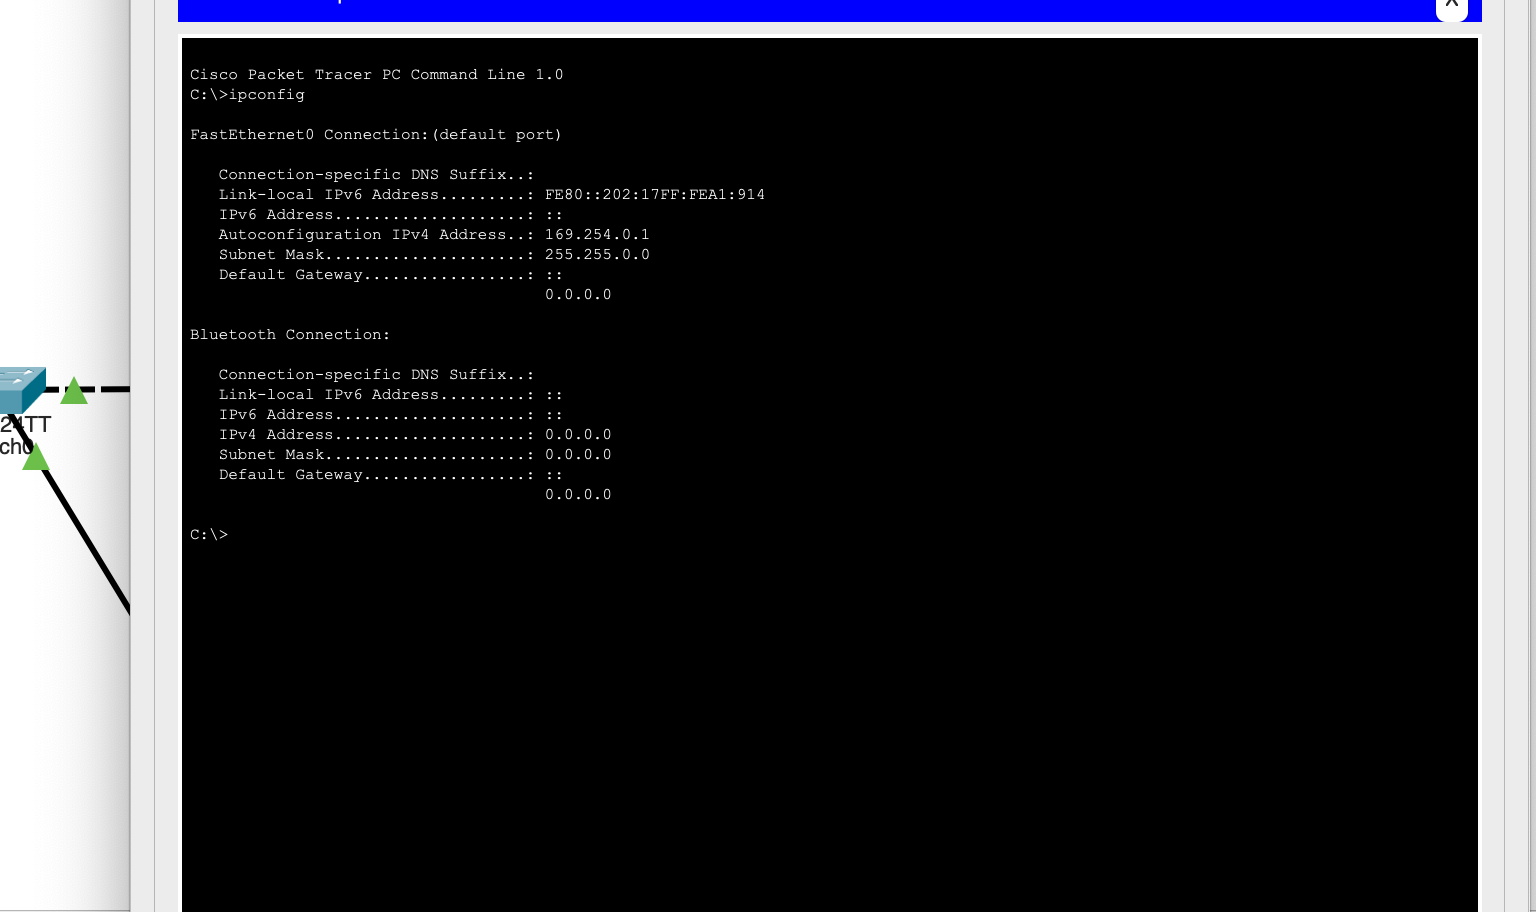 X
Cisco Packet Tracer PC Command Line 1.0
C:\>ipconfig
FastEthernet0 Connection:(default port)
Connection-specific DNS Suffix..:
Link-local IPv6 Address.........: FE80::202:17FF:FEA1:914
IPv6 Address....................: ::
Autoconfiguration IPv4 Address..: 169.254.0.1
Subnet Mask.....................: 255.255.0.0
Default Gateway.................: ::
0.0.0.0
Bluetooth Connection:
Connection-specific DNS Suffix..:
Link-local IPv6 Address.........: ::
IPv6 Address....................: ::
IPv4 Address....................: 0.0.0.0
Subnet Mask.....................: 0.0.0.0
Default Gateway.................: ::
0.0.0.0
C:\>
24TT
ch0